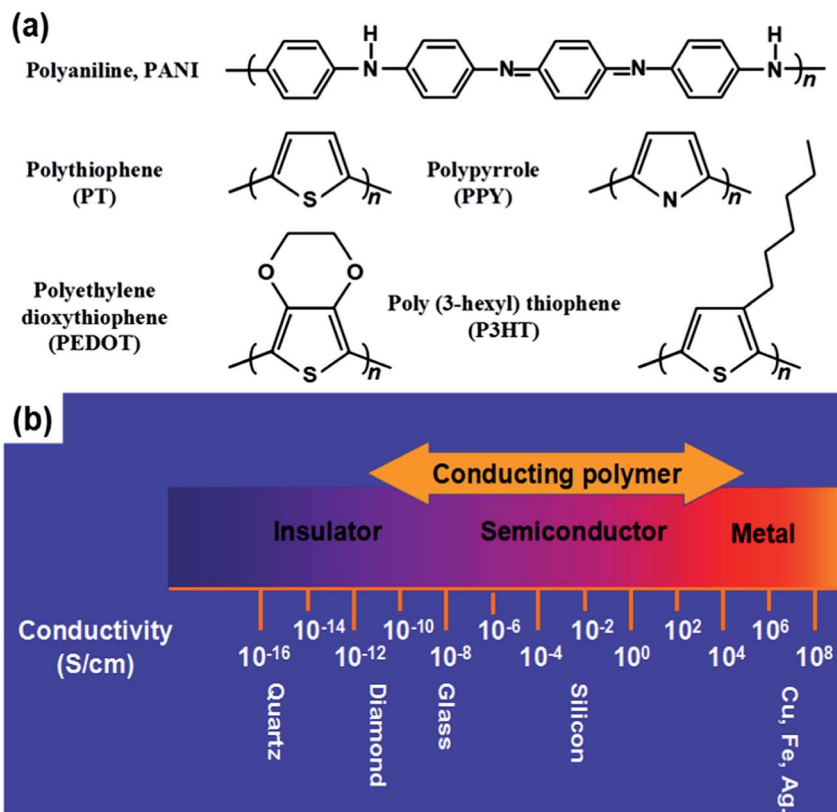 (a)
H H
Polyaniline, PANI
N N N N n
Polythiophene
(PT)
S n
Polypyrrole
(PPY)
N n
Polyethylene
dioxythiophene
(PEDOT)
O O
S n
Poly (3-hexyl) thiophene
(P3HT)
S n
(b)
Conducting polymer
Insulator Semiconductor Metal
Conductivity
(S/cm)
10⁻¹⁴ 10⁻¹⁰ 10⁻⁶ 10⁻² 10² 10⁶
10⁻¹⁶ 10⁻¹² 10⁻⁸ 10⁻⁴ 10⁰ 10⁴ 10⁸
Quartz
Diamond
Glass
Silicon
Cu, Fe, Ag